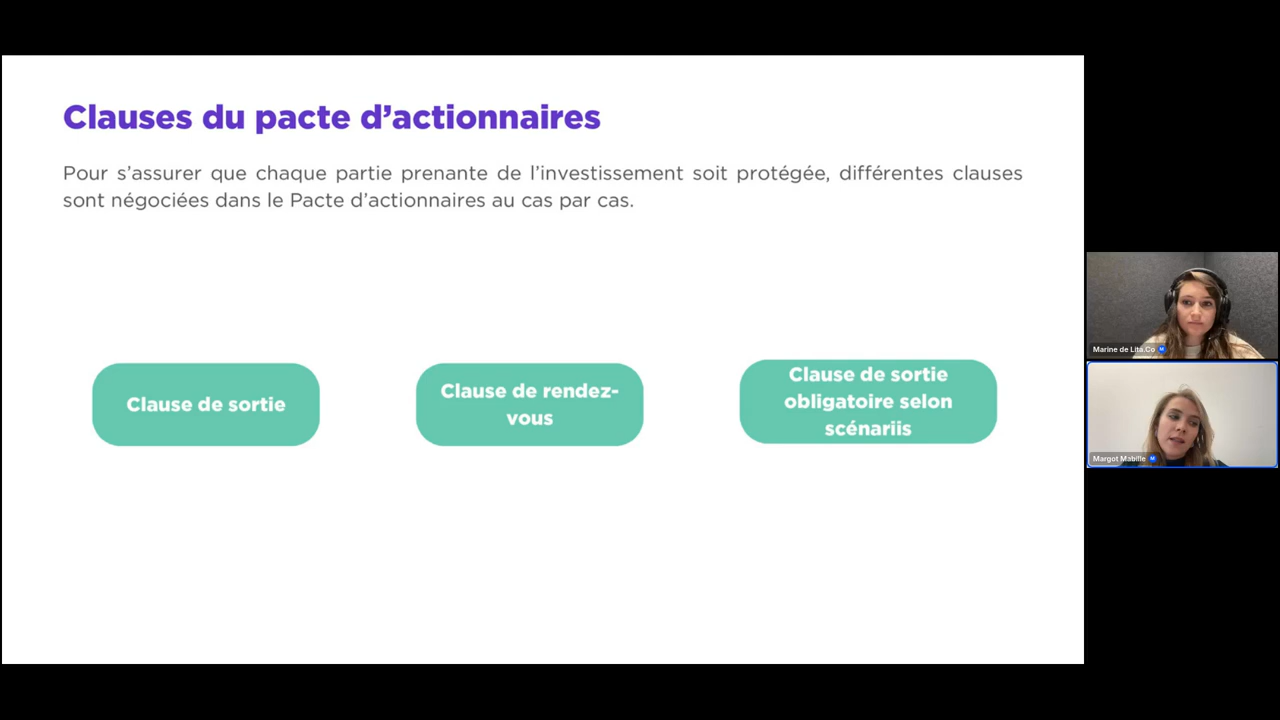 Clauses du pacte d’actionnaires
Pour s’assurer que chaque partie prenante de l’investissement soit protégée, différentes clauses
sont négociées dans le Pacte d’actionnaires au cas par cas.
Clause de sortie
Clause de rendez-
vous
Clause de sortie
obligatoire selon
scénariis
Marine de Lita.Co
Margot Mabille